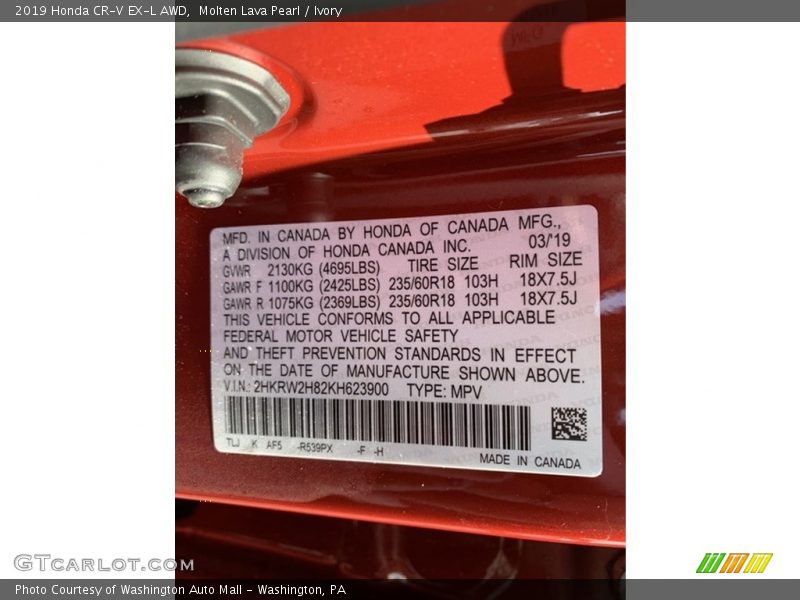 2019 Honda CR-V EX-L AWD, Molten Lava Pearl / Ivory
MFD. IN CANADA BY HONDA OF CANADA MFG.,
A DIVISION OF HONDA CANADA INC. 03/'19
GVWR 2130KG (4695LBS) TIRE SIZE RIM SIZE
GAWR F 1100KG (2425LBS) 235/60R18 103H 18X7.5J
GAWR R 1075KG (2369LBS) 235/60R18 103H 18X7.5J
THIS VEHICLE CONFORMS TO ALL APPLICABLE
FEDERAL MOTOR VEHICLE SAFETY
AND THEFT PREVENTION STANDARDS IN EFFECT
ON THE DATE OF MANUFACTURE SHOWN ABOVE.
V.I.N.: 2HKRW2H82KH623900 TYPE: MPV
TLJ K AF5 -R539PX -F -H
MADE IN CANADA
GTCARLOT.COM
Photo Courtesy of Washington Auto Mall - Washington, PA